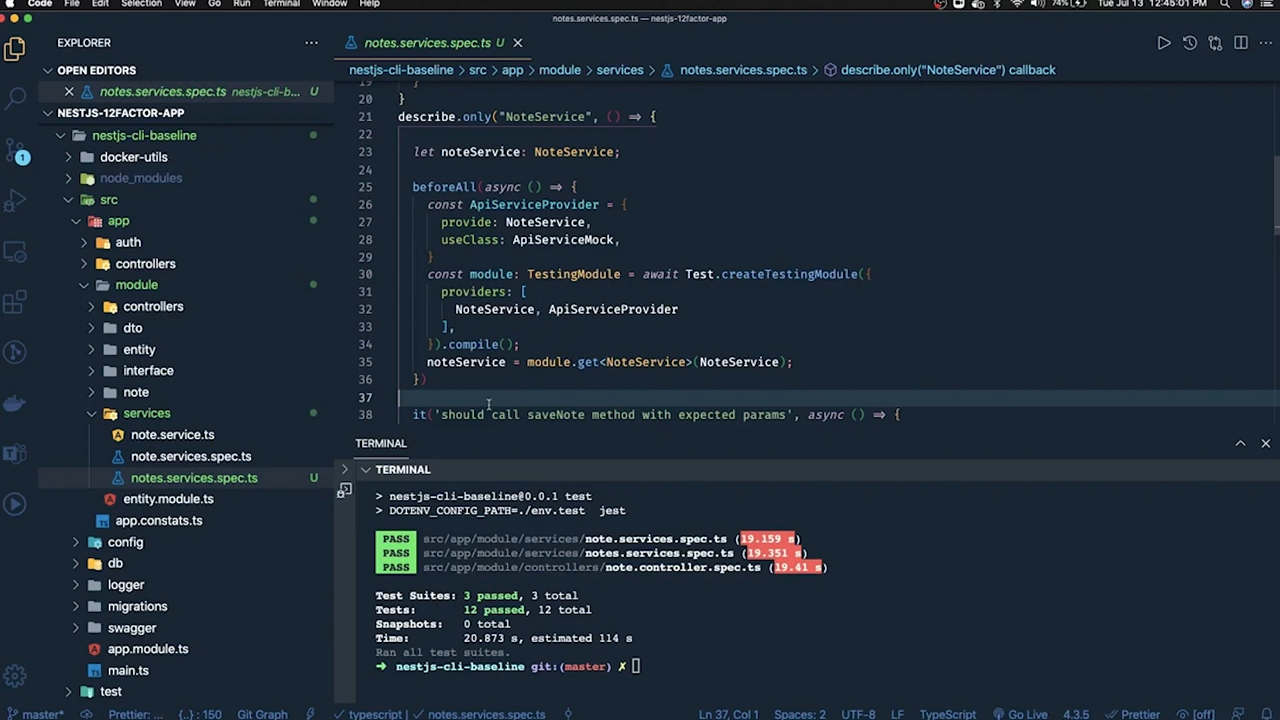 Code File Edit Selection View Go Run Terminal Window Help 74% Tue Jul 13 12:45:01
notes.services.spec.ts — nestjs-12factor-app
EXPLORER
notes.services.spec.ts U
OPEN EDITORS
notes.services.spec.ts nestjs-cli-b... U
nestjs-cli-baseline > src > app > module > services > notes.services.spec.ts > describe.only("NoteService") callback
NESTJS-12FACTOR-APP
nestjs-cli-baseline
docker-utils
node_modules
src
app
auth
controllers
module
controllers
dto
entity
interface
note
services
note.service.ts
note.service.spec.ts
notes.services.spec.ts U
entity.module.ts
app.constats.ts
config
db
logger
migrations
swagger
app.module.ts
main.ts
test
19 }
20 }
21 describe.only("NoteService", () => {
22
23 let noteService: NoteService;
24
25 beforeAll(async () => {
26 const ApiServiceProvider = {
27 provide: NoteService,
28 useClass: ApiServiceMock,
29 }
30 const module: TestingModule = await Test.createTestingModule({
31 providers: [
32 NoteService, ApiServiceProvider
33 ],
34 }).compile();
35 noteService = module.get<NoteService>(NoteService);
36 })
37
38 it('should call saveNote method with expected params', async () => {
TERMINAL
TERMINAL
> nestjs-cli-baseline@0.0.1 test
> DOTENV_CONFIG_PATH=./env.test jest
PASS src/app/module/services/note.services.spec.ts (19.159 s)
PASS src/app/module/services/notes.services.spec.ts (19.351 s)
PASS src/app/module/controllers/note.controller.spec.ts (19.41 s)
Test Suites: 3 passed, 3 total
Tests: 12 passed, 12 total
Snapshots: 0 total
Time: 20.873 s, estimated 114 s
Ran all test suites.
➜ nestjs-cli-baseline git:(master) ✗
1
master* Prettier: ... {..} : 150 Git Graph typescript | notes.services.spec.ts Ln 37, Col 1 Spaces: 2 UTF-8 LF TypeScript Go Live 4.3.5 Prettier [off]